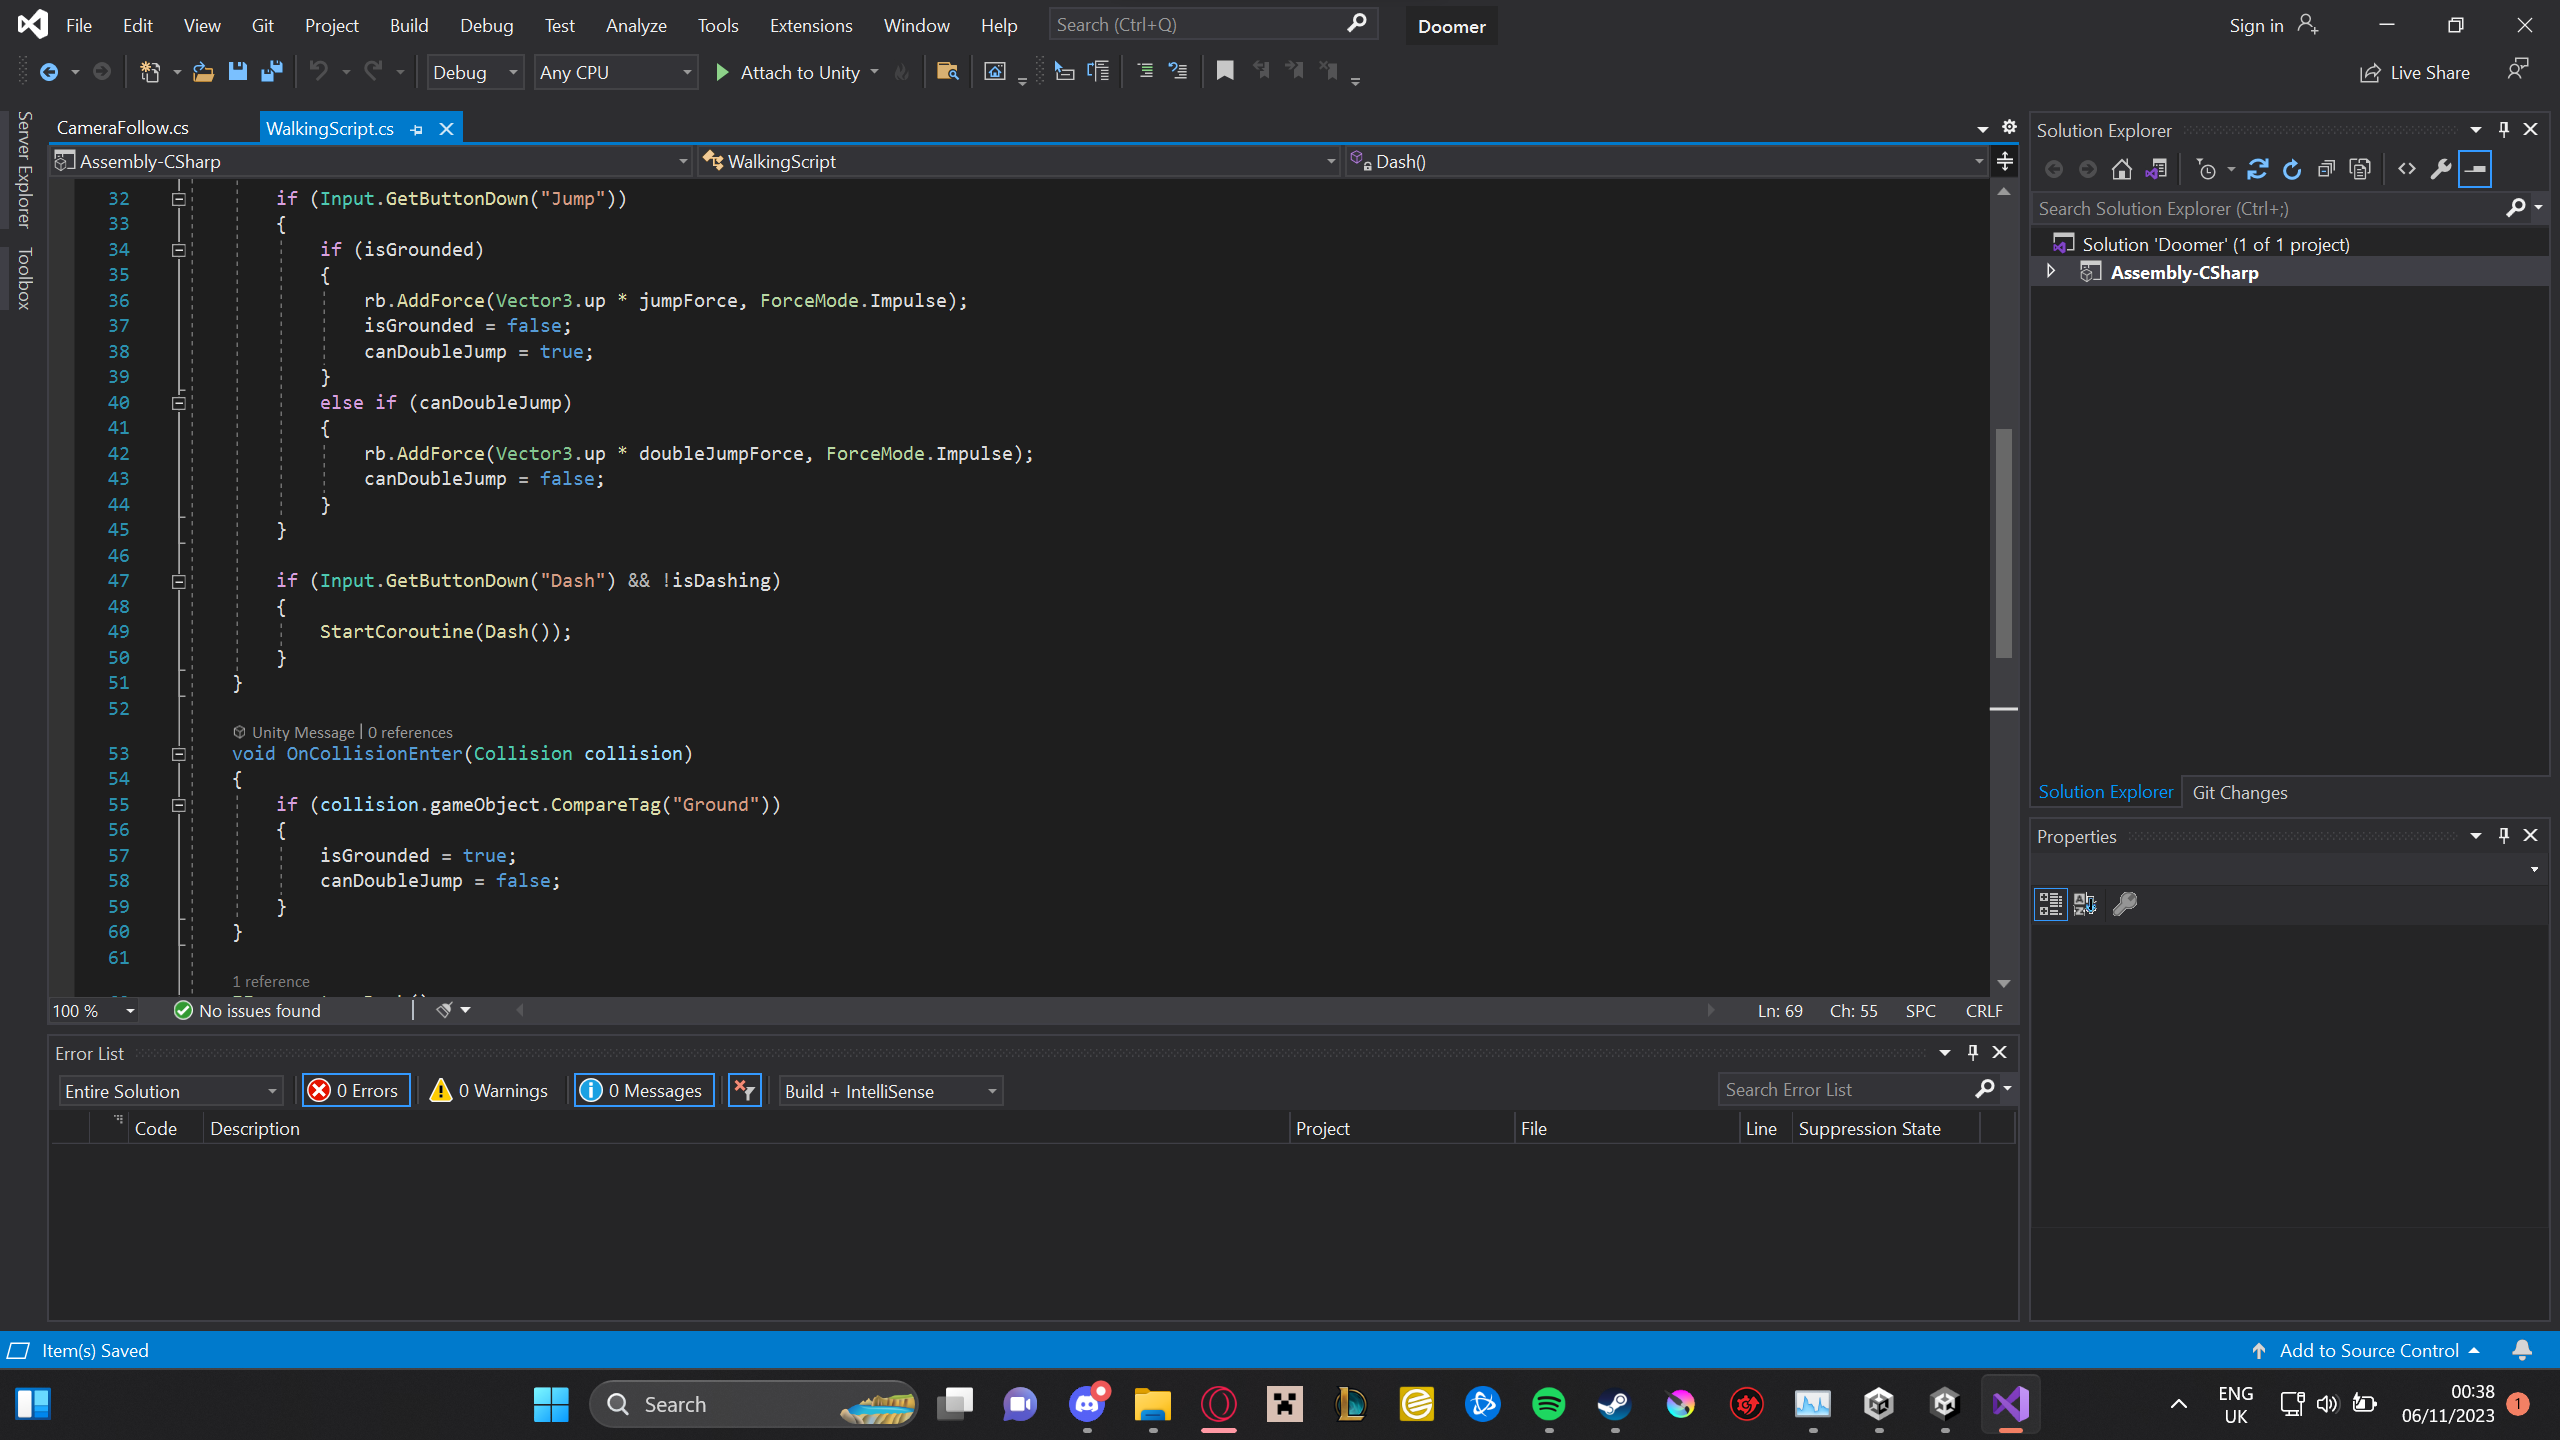 File Edit View Git Project Build Debug Test Analyze Tools Extensions Window Help Search (Ctrl+Q) Doomer Sign in
Debug Any CPU Attach to Unity Live Share
Server Explorer
Toolbox
CameraFollow.cs WalkingScript.cs
Assembly-CSharp WalkingScript Dash()
32 if (Input.GetButtonDown("Jump"))
33 {
34 if (isGrounded)
35 {
36 rb.AddForce(Vector3.up * jumpForce, ForceMode.Impulse);
37 isGrounded = false;
38 canDoubleJump = true;
39 }
40 else if (canDoubleJump)
41 {
42 rb.AddForce(Vector3.up * doubleJumpForce, ForceMode.Impulse);
43 canDoubleJump = false;
44 }
45 }
46
47 if (Input.GetButtonDown("Dash") && !isDashing)
48 {
49 StartCoroutine(Dash());
50 }
51 }
52
Unity Message | 0 references
53 void OnCollisionEnter(Collision collision)
54 {
55 if (collision.gameObject.CompareTag("Ground"))
56 {
57 isGrounded = true;
58 canDoubleJump = false;
59 }
60 }
61
1 reference
100 % No issues found Ln: 69 Ch: 55 SPC CRLF
Error List
Entire Solution 0 Errors 0 Warnings 0 Messages Build + IntelliSense Search Error List
Code Description Project File Line Suppression State
Solution Explorer
Search Solution Explorer (Ctrl+;)
Solution 'Doomer' (1 of 1 project)
Assembly-CSharp
Solution Explorer Git Changes
Properties
Item(s) Saved Add to Source Control
Search
ENG
UK
00:38
06/11/2023
1